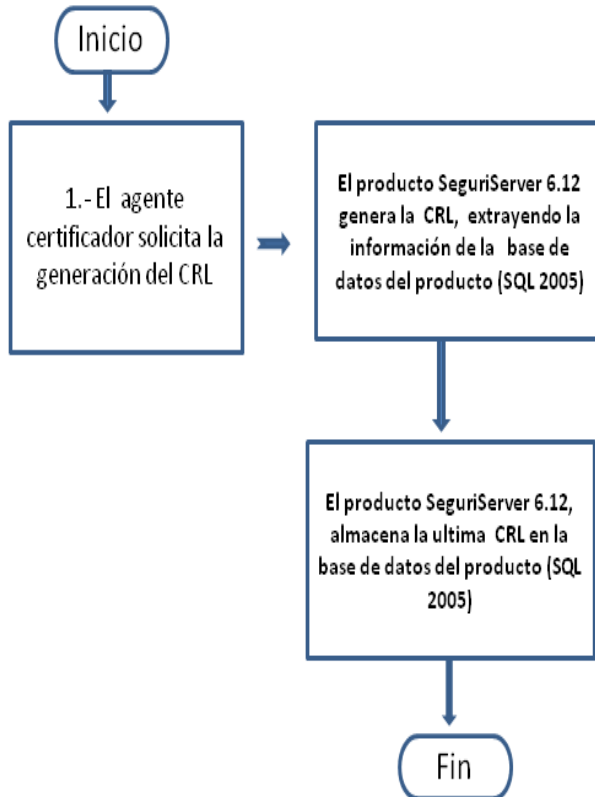 Inicio
1.- El agente
certificador solicita la
generación del CRL
El producto SeguriServer 6.12
genera la CRL, extrayendo la
información de la base de
datos del producto (SQL 2005)
El producto SeguriServer 6.12,
almacena la ultima CRL en la
base de datos del producto (SQL
2005)
Fin